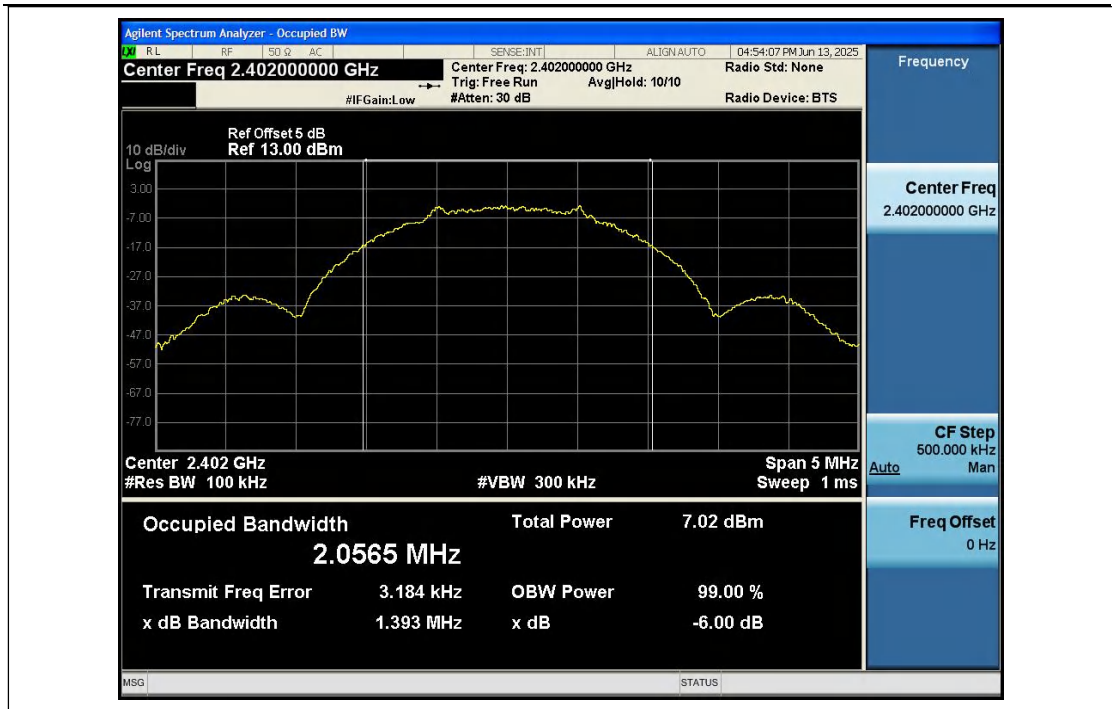 Agilent Spectrum Analyzer - Occupied BW
LXI RL RF 50 Ω AC SENSE:INT ALIGN AUTO 04:54:07 PM Jun 13, 2025
Center Freq 2.402000000 GHz Center Freq: 2.402000000 GHz Radio Std: None
Trig: Free Run Avg|Hold: 10/10
#IFGain:Low #Atten: 30 dB Radio Device: BTS
Frequency
Ref Offset 5 dB
10 dB/div Ref 13.00 dBm
Log
3.00
-7.00
-17.0
-27.0
-37.0
-47.0
-57.0
-67.0
-77.0
Center Freq
2.402000000 GHz
Center 2.402 GHz Span 5 MHz
#Res BW 100 kHz #VBW 300 kHz Sweep 1 ms
CF Step
500.000 kHz
Auto Man
Occupied Bandwidth Total Power 7.02 dBm
2.0565 MHz
Freq Offset
0 Hz
Transmit Freq Error 3.184 kHz OBW Power 99.00 %
x dB Bandwidth 1.393 MHz x dB -6.00 dB
MSG STATUS